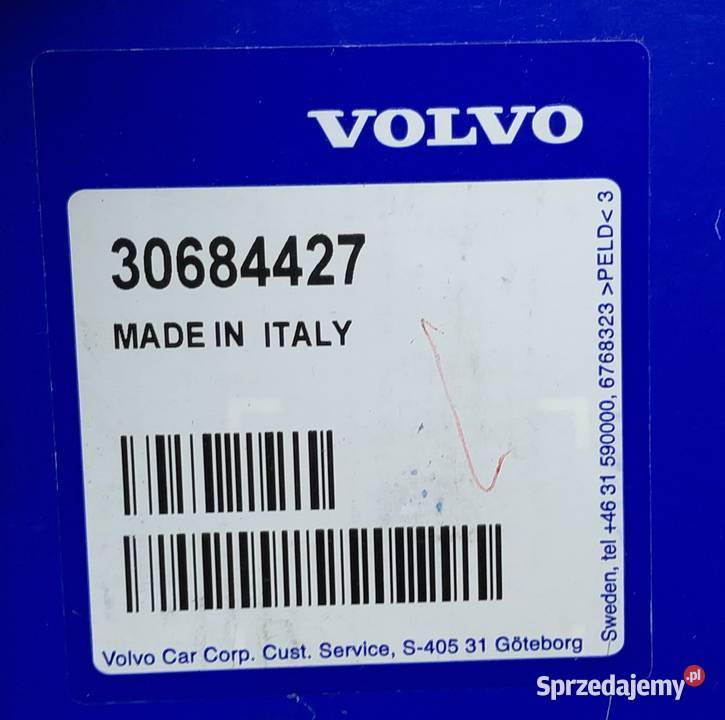 VOLVO
30684427
MADE IN ITALY
Volvo Car Corp. Cust. Service, S-405 31 Göteborg
Sweden, tel +46 31 590000, 6768323 >PELD< 3
Sprzedajemy.pl